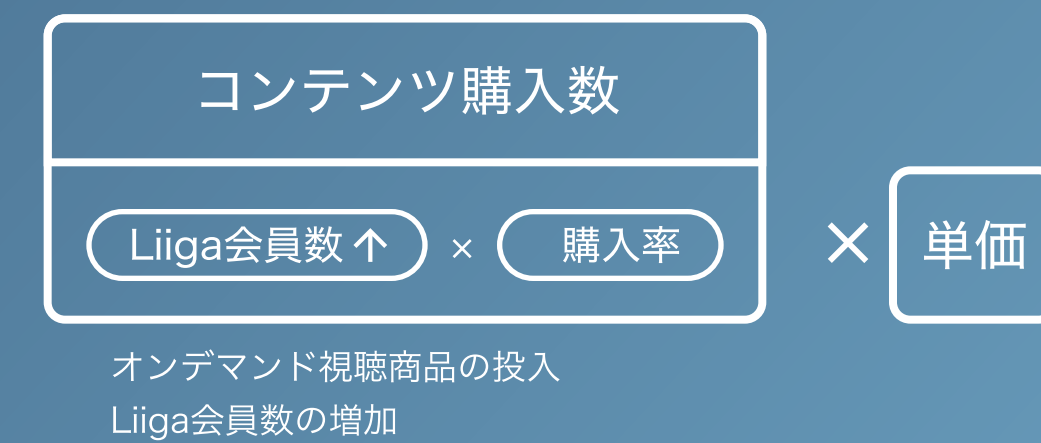 コンテンツ購入数
Liiga会員数↑ × 購入率
× 単価
オンデマンド視聴商品の投入
Liiga会員数の増加